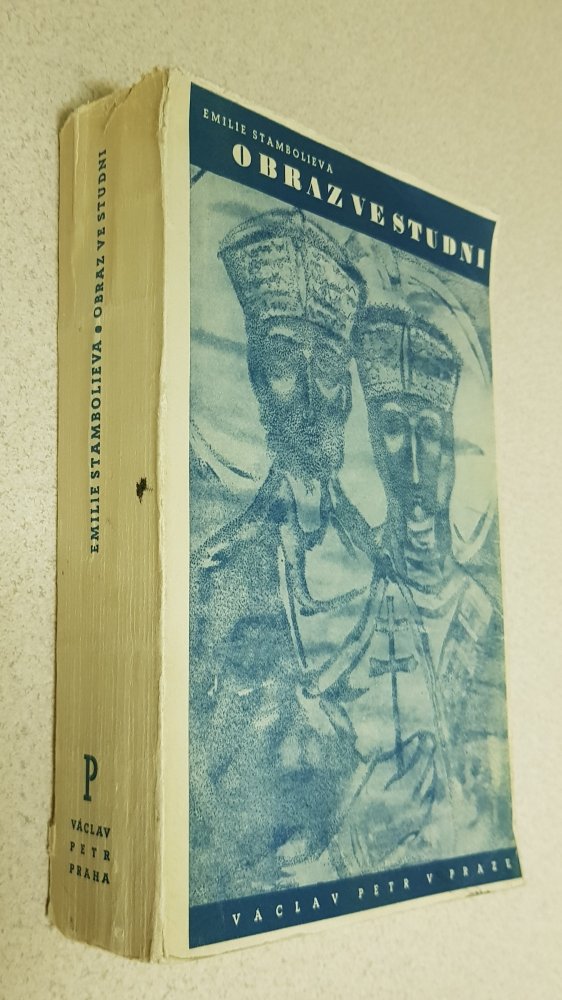 EMILIE STAMBOLIEVA
OBRAZ VE STUDNI
VÁCLAV PETR V PRAZE
EMILIE STAMBOLIEVA • OBRAZ VE STUDNI
P
VÁCLAV
PETR
PRAHA